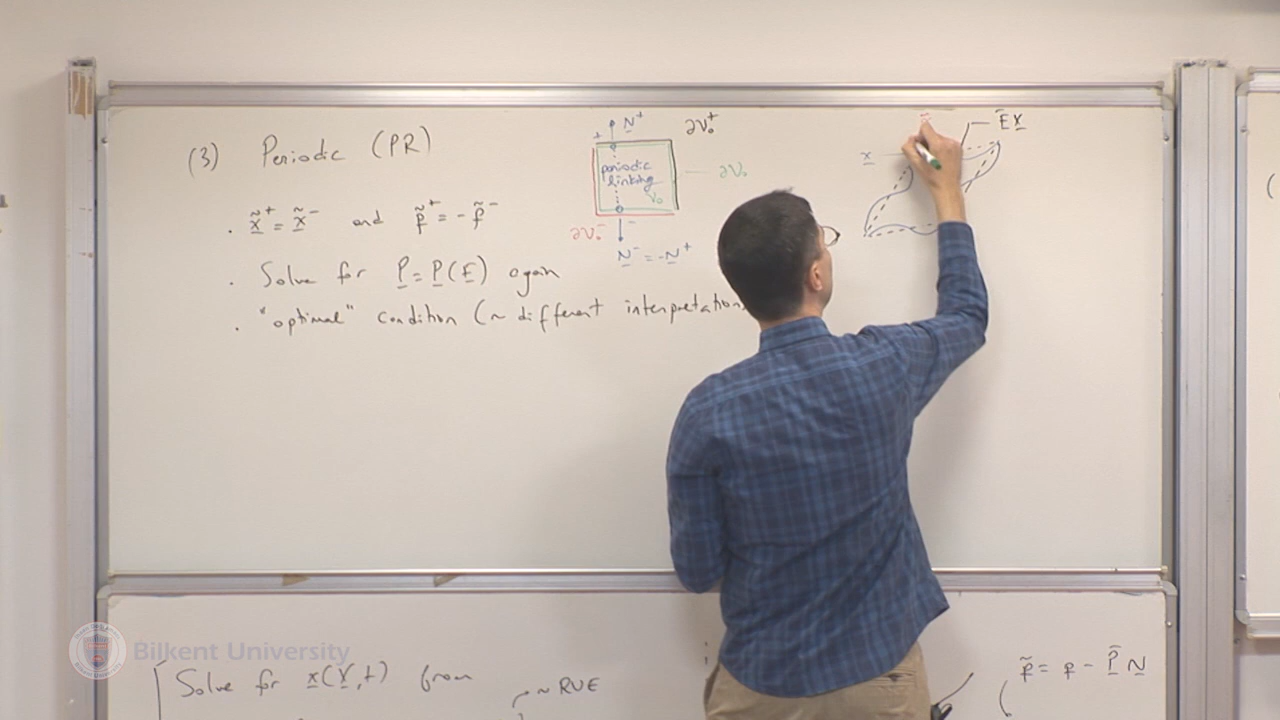 (3) Periodic (PR)
N⁺
+
∂V₀⁺
periodic
linking
V₀
∂V₀
∂V₀⁻
−
N⁻ = -N⁺
x
F̄X
. x̃⁺ = x̃⁻ and p̃⁺ = - p̃⁻
. Solve for P̄ = P̄(F̄) again
. "optimal" condition (~ different interpretation
Bilkent University
Solve for x(X,t) from
~ RVE
p̃ = p - P̄ N